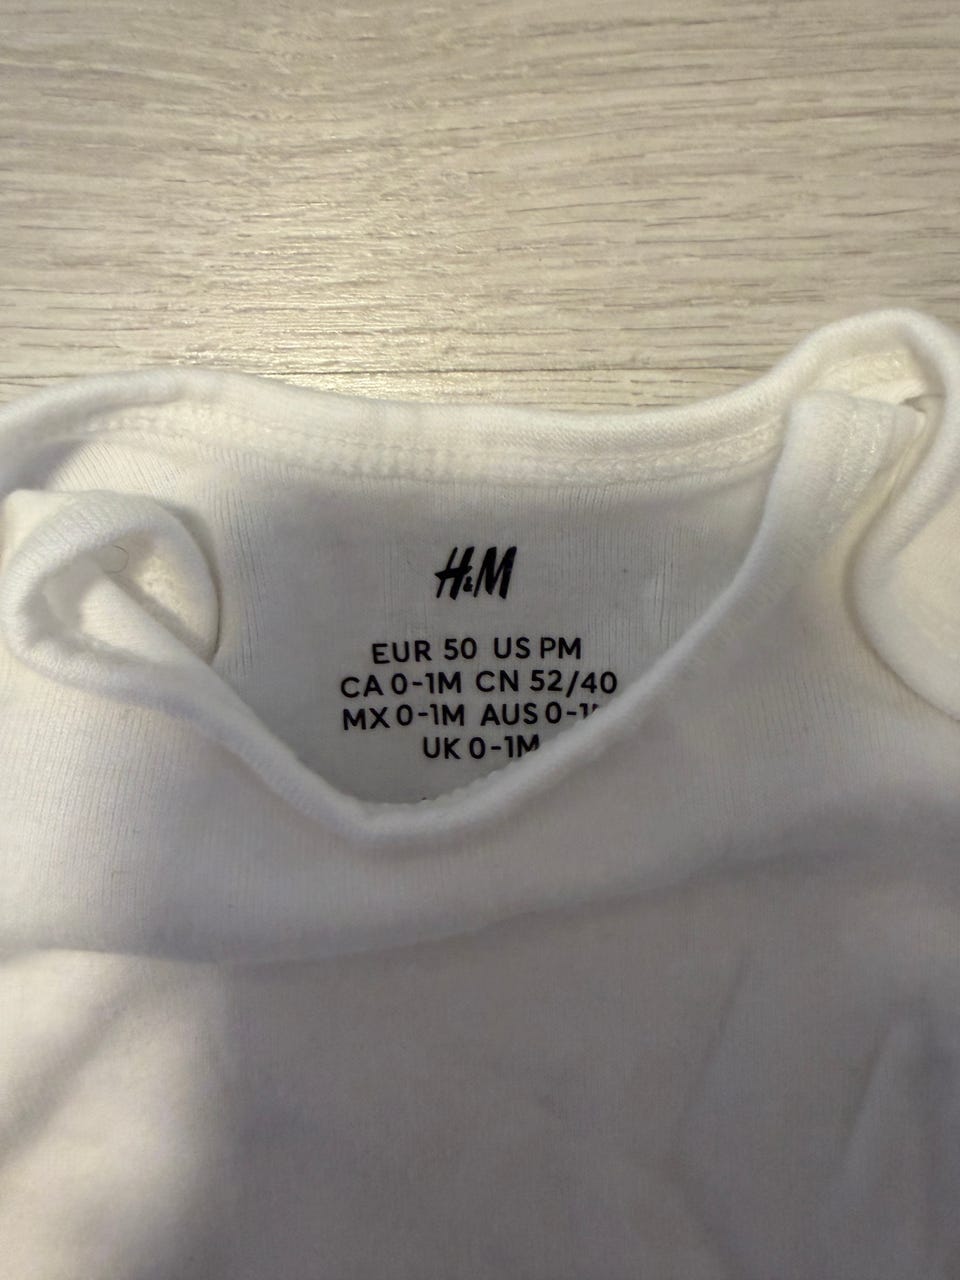 H&M
EUR 50 US PM
CA 0-1M CN 52/40
MX 0-1M AUS
UK 0-1M